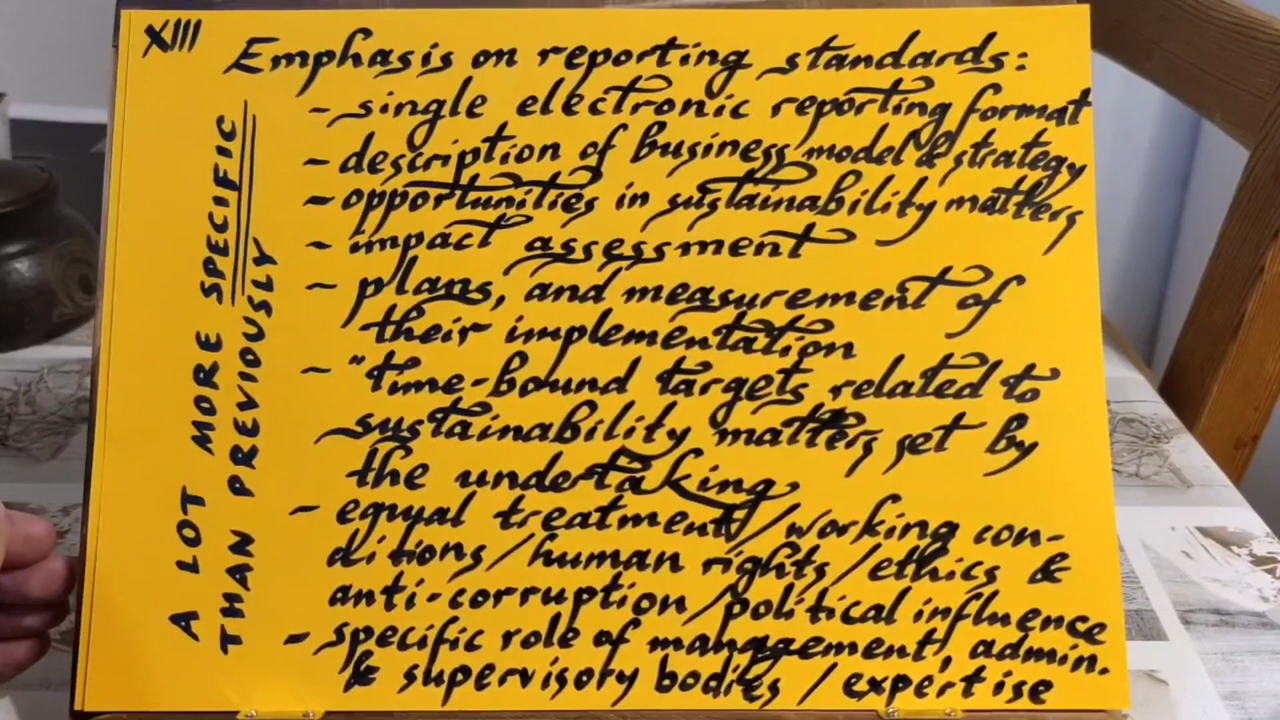 XIII
Emphasis on reporting standards:
- single electronic reporting format
- description of business model & strategy
- opportunities in sustainability matters
- impact assessment
- plans, and measurement of
their implementation
- "time-bound targets related to
sustainability matters set by
the undertaking
- equal treatment/working con-
ditions/human rights/ethics &
anti-corruption/political influence
- specific role of management, admin.
& supervisory bodies / expertise
A LOT MORE SPECIFIC
THAN PREVIOUSLY